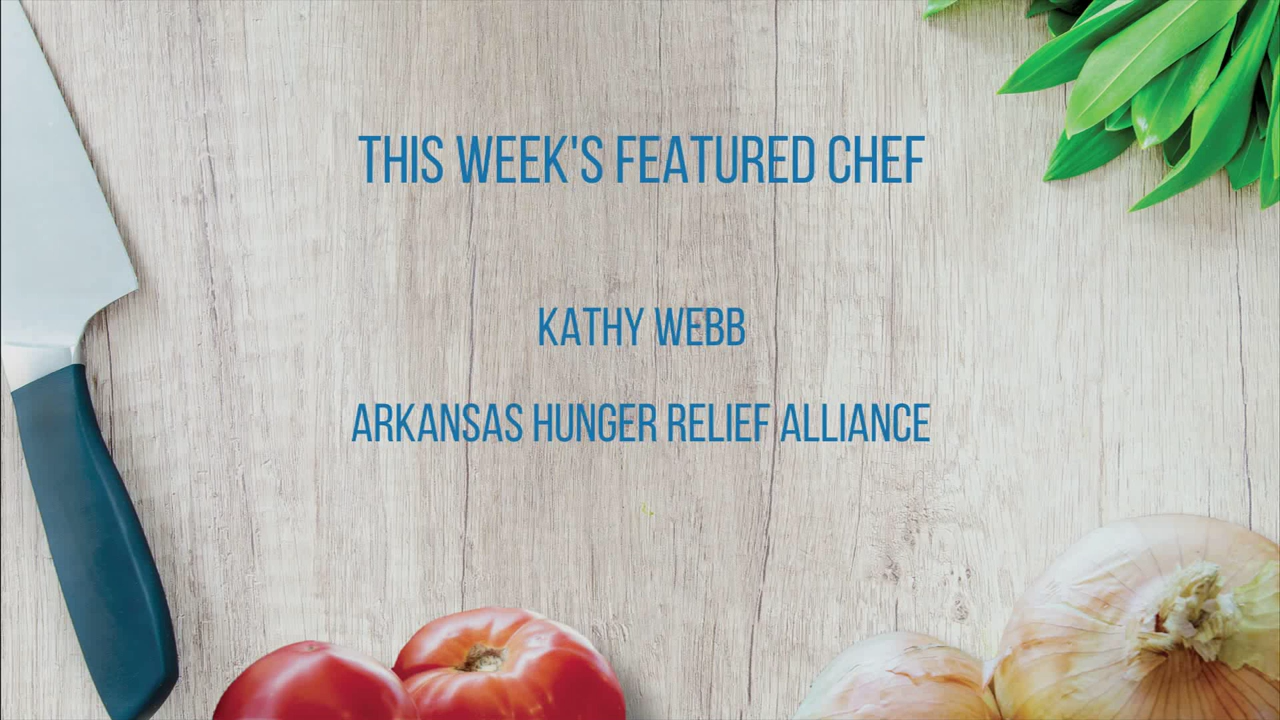 THIS WEEK'S FEATURED CHEF
KATHY WEBB
ARKANSAS HUNGER RELIEF ALLIANCE